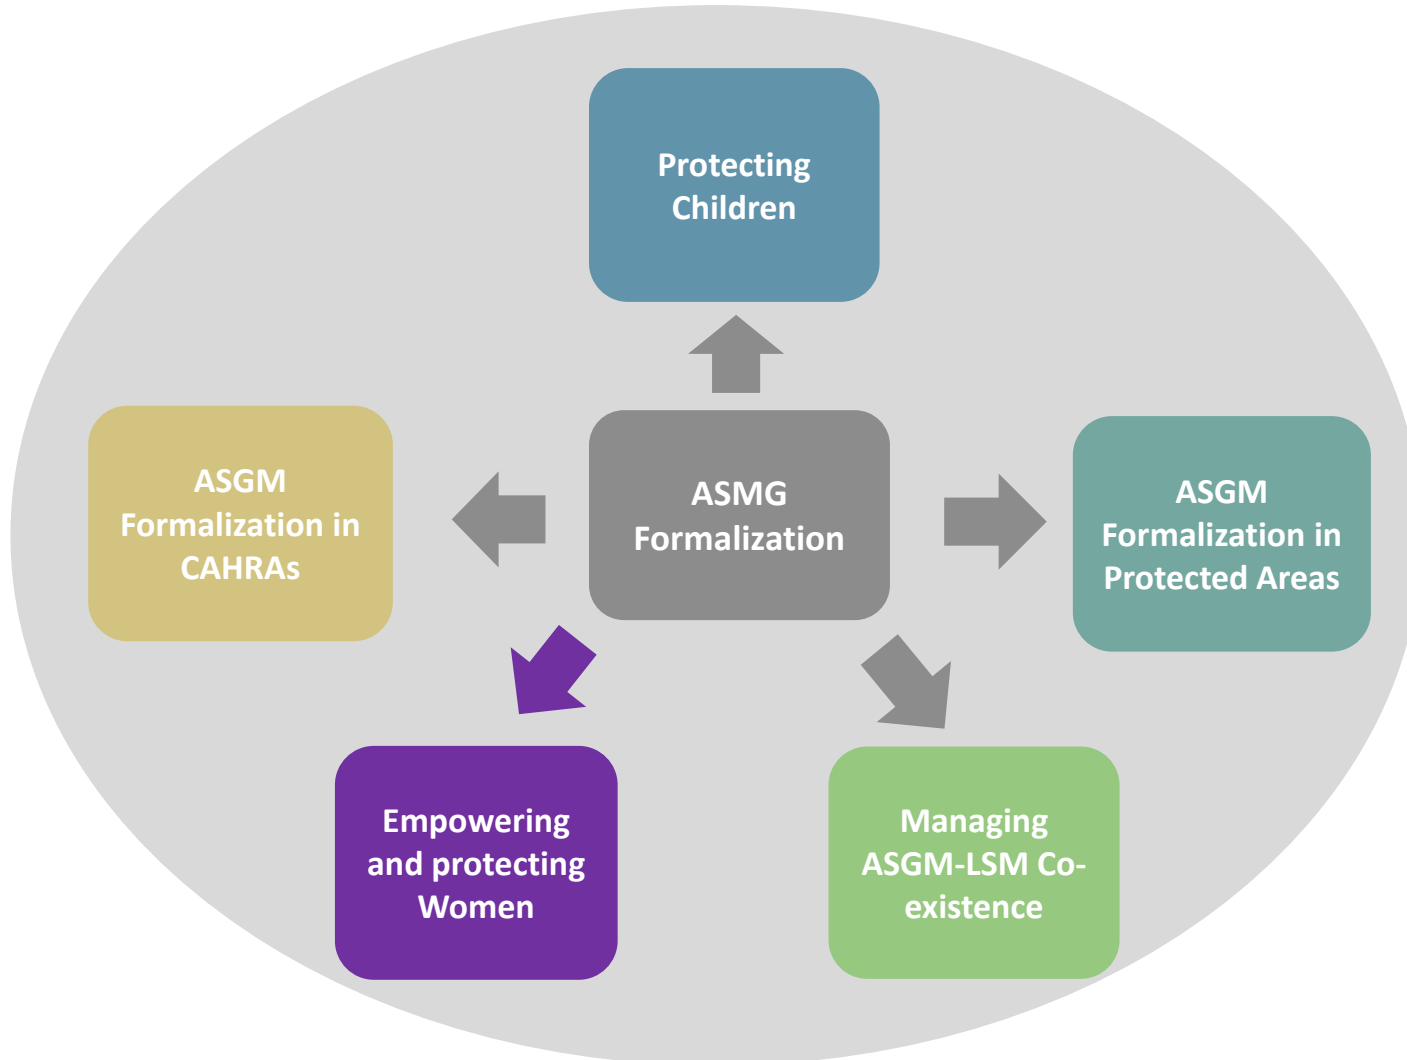 Protecting
Children
ASGM
Formalization in
CAHRAs
ASMG
Formalization
ASGM
Formalization in
Protected Areas
Empowering
and protecting
Women
Managing
ASGM-LSM Co-
existence